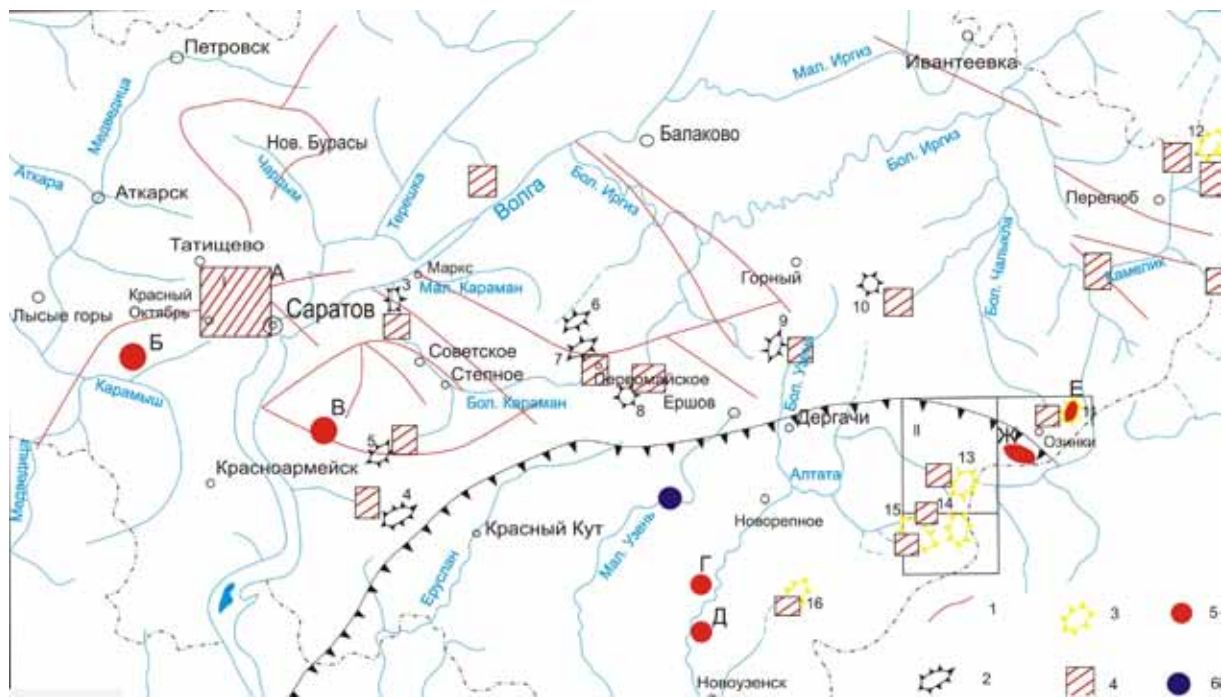 Петровск
Ивантеевка
Мал. Иргиз
Медведица
Нов. Бурасы
Балаково
12
Чардым
Бол. Иргиз
Аткара
Аткарск
Терешка
Волга
Бол. Иргиз
Перелюб
Татищево
А
Маркс
Горный
Бол. Чалыкла
Камелик
3
Мал. Караман
Красный
Октябрь
Саратов
10
Лысые горы
6
9
Б
Советское
7
Бол. Узень
Степное
Первомайское
Карамыш
Бол. Караман
8
Ершов
Е
В
Дергачи
II
Ж
Озинки
5
Медведица
Красноармейск
Алтата
13
4
Новорепное
15
14
Красный Кут
Мал. Узень
Еруслан
Г
16
Д
1
3
5
Новоузенск
2
4
6